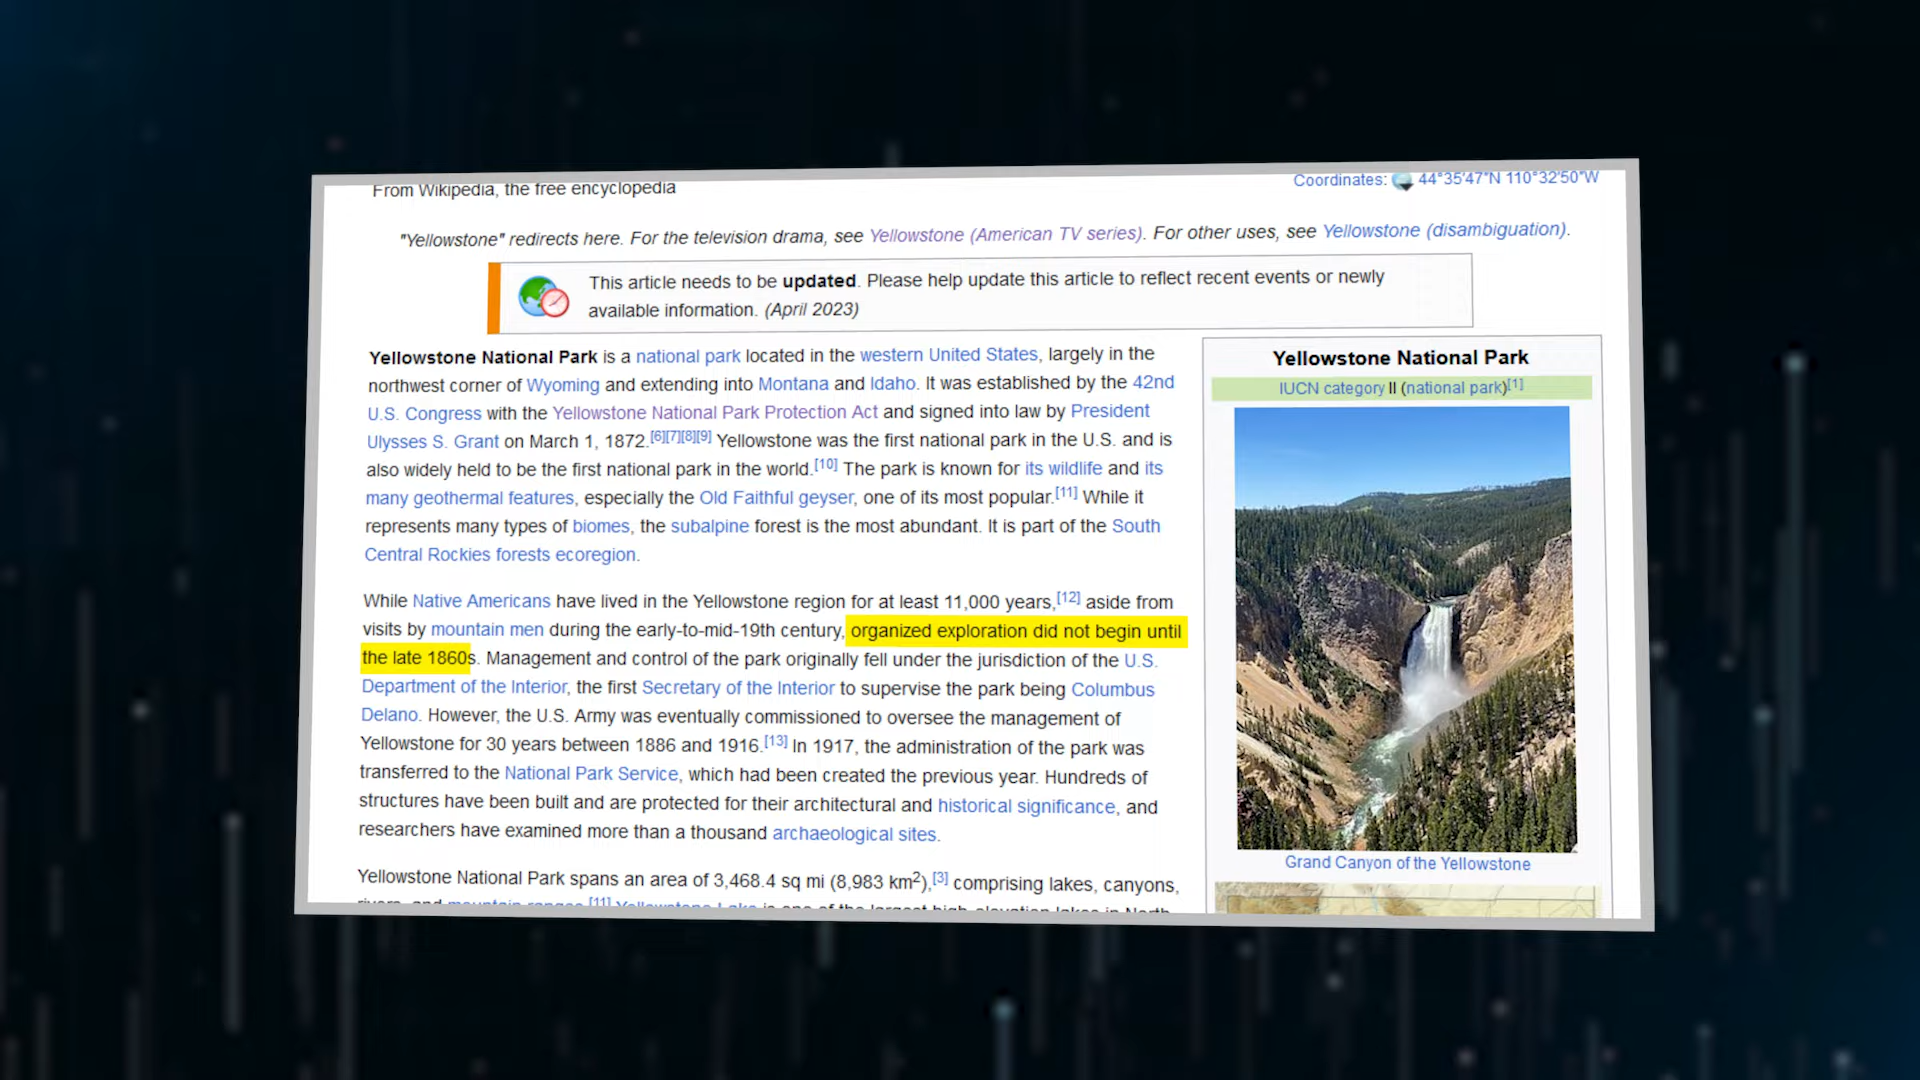 From Wikipedia, the free encyclopedia
Coordinates: 44°35′47″N 110°32′50″W
"Yellowstone" redirects here. For the television drama, see Yellowstone (American TV series). For other uses, see Yellowstone (disambiguation).
This article needs to be updated. Please help update this article to reflect recent events or newly
available information. (April 2023)
Yellowstone National Park is a national park located in the western United States, largely in the
northwest corner of Wyoming and extending into Montana and Idaho. It was established by the 42nd
U.S. Congress with the Yellowstone National Park Protection Act and signed into law by President
Ulysses S. Grant on March 1, 1872.[6][7][8][9] Yellowstone was the first national park in the U.S. and is
also widely held to be the first national park in the world.[10] The park is known for its wildlife and its
many geothermal features, especially the Old Faithful geyser, one of its most popular.[11] While it
represents many types of biomes, the subalpine forest is the most abundant. It is part of the South
Central Rockies forests ecoregion.
While Native Americans have lived in the Yellowstone region for at least 11,000 years,[12] aside from
visits by mountain men during the early-to-mid-19th century, organized exploration did not begin until
the late 1860s. Management and control of the park originally fell under the jurisdiction of the U.S.
Department of the Interior, the first Secretary of the Interior to supervise the park being Columbus
Delano. However, the U.S. Army was eventually commissioned to oversee the management of
Yellowstone for 30 years between 1886 and 1916.[13] In 1917, the administration of the park was
transferred to the National Park Service, which had been created the previous year. Hundreds of
structures have been built and are protected for their architectural and historical significance, and
researchers have examined more than a thousand archaeological sites.
Yellowstone National Park spans an area of 3,468.4 sq mi (8,983 km²),[3] comprising lakes, canyons,
rivers, and mountain ranges.[11] Yellowstone Lake is one of the largest high-elevation lakes in North
Yellowstone National Park
IUCN category II (national park)[1]
Grand Canyon of the Yellowstone